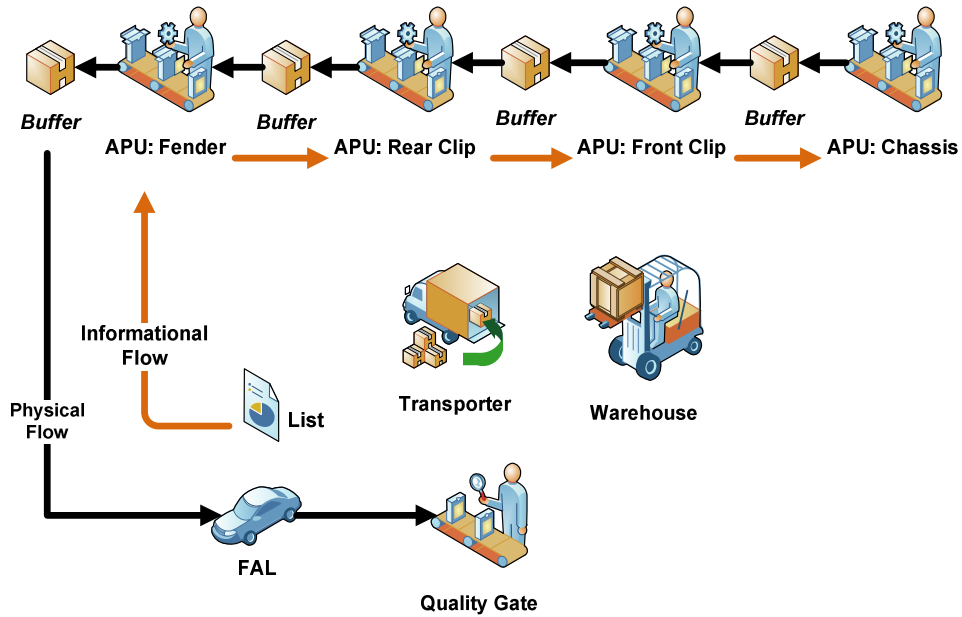 Buffer
Buffer
Buffer
Buffer
APU: Fender
APU: Rear Clip
APU: Front Clip
APU: Chassis
Informational
Flow
Physical
Flow
List
Transporter
Warehouse
FAL
Quality Gate